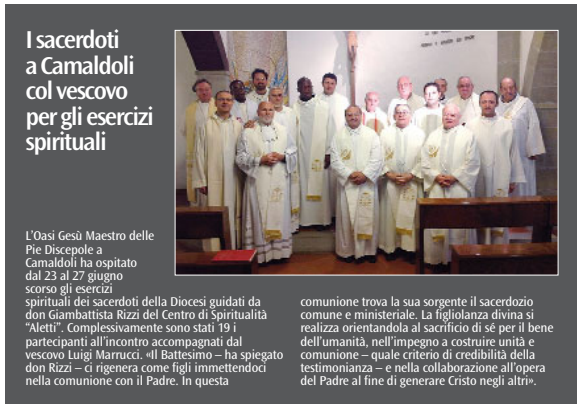 I sacerdoti
a Camaldoli
col vescovo
per gli esercizi
spirituali
L'Oasi Gesù Maestro delle
Pie Discepole a
Camaldoli ha ospitato
dal 23 al 27 giugno
scorso gli esercizi
spirituali dei sacerdoti della Diocesi guidati da
don Giambattista Rizzi del Centro di Spiritualità
“Aletti”. Complessivamente sono stati 19 i
partecipanti all'incontro accompagnati dal
vescovo Luigi Marrucci. «Il Battesimo – ha spiegato
don Rizzi – ci rigenera come figli immettendoci
nella comunione con il Padre. In questa
comunione trova la sua sorgente il sacerdozio
comune e ministeriale. La figliolanza divina si
realizza orientandola al sacrificio di sé per il bene
dell'umanità, nell'impegno a costruire unità e
comunione – quale criterio di credibilità della
testimonianza – e nella collaborazione all'opera
del Padre al fine di generare Cristo negli altri».